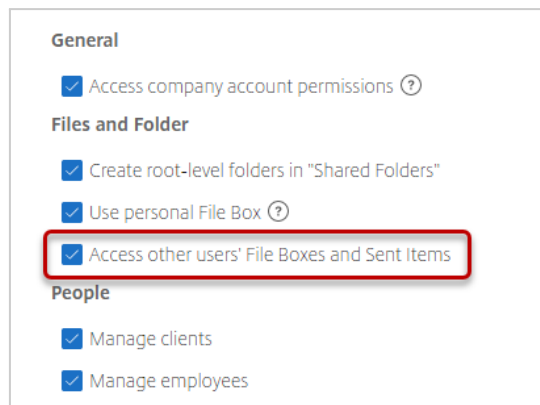 General
Access company account permissions ?
Files and Folder
Create root-level folders in "Shared Folders"
Use personal File Box ?
Access other users' File Boxes and Sent Items
People
Manage clients
Manage employees